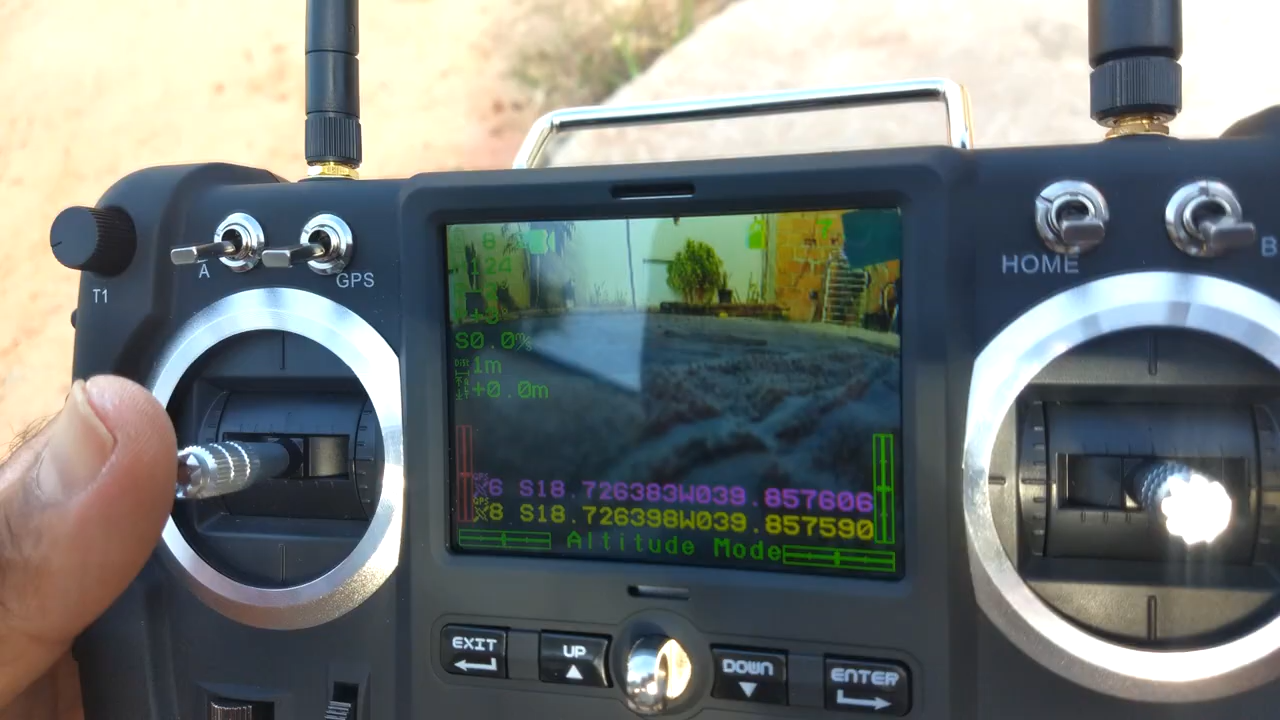 T1
A
GPS
HOME
B
8
24
S0.0%
1m
+0.0m
6 S18.726383W039.857606
8 S18.726398W039.857590
Altitude Mode
EXIT
UP
DOWN
ENTER